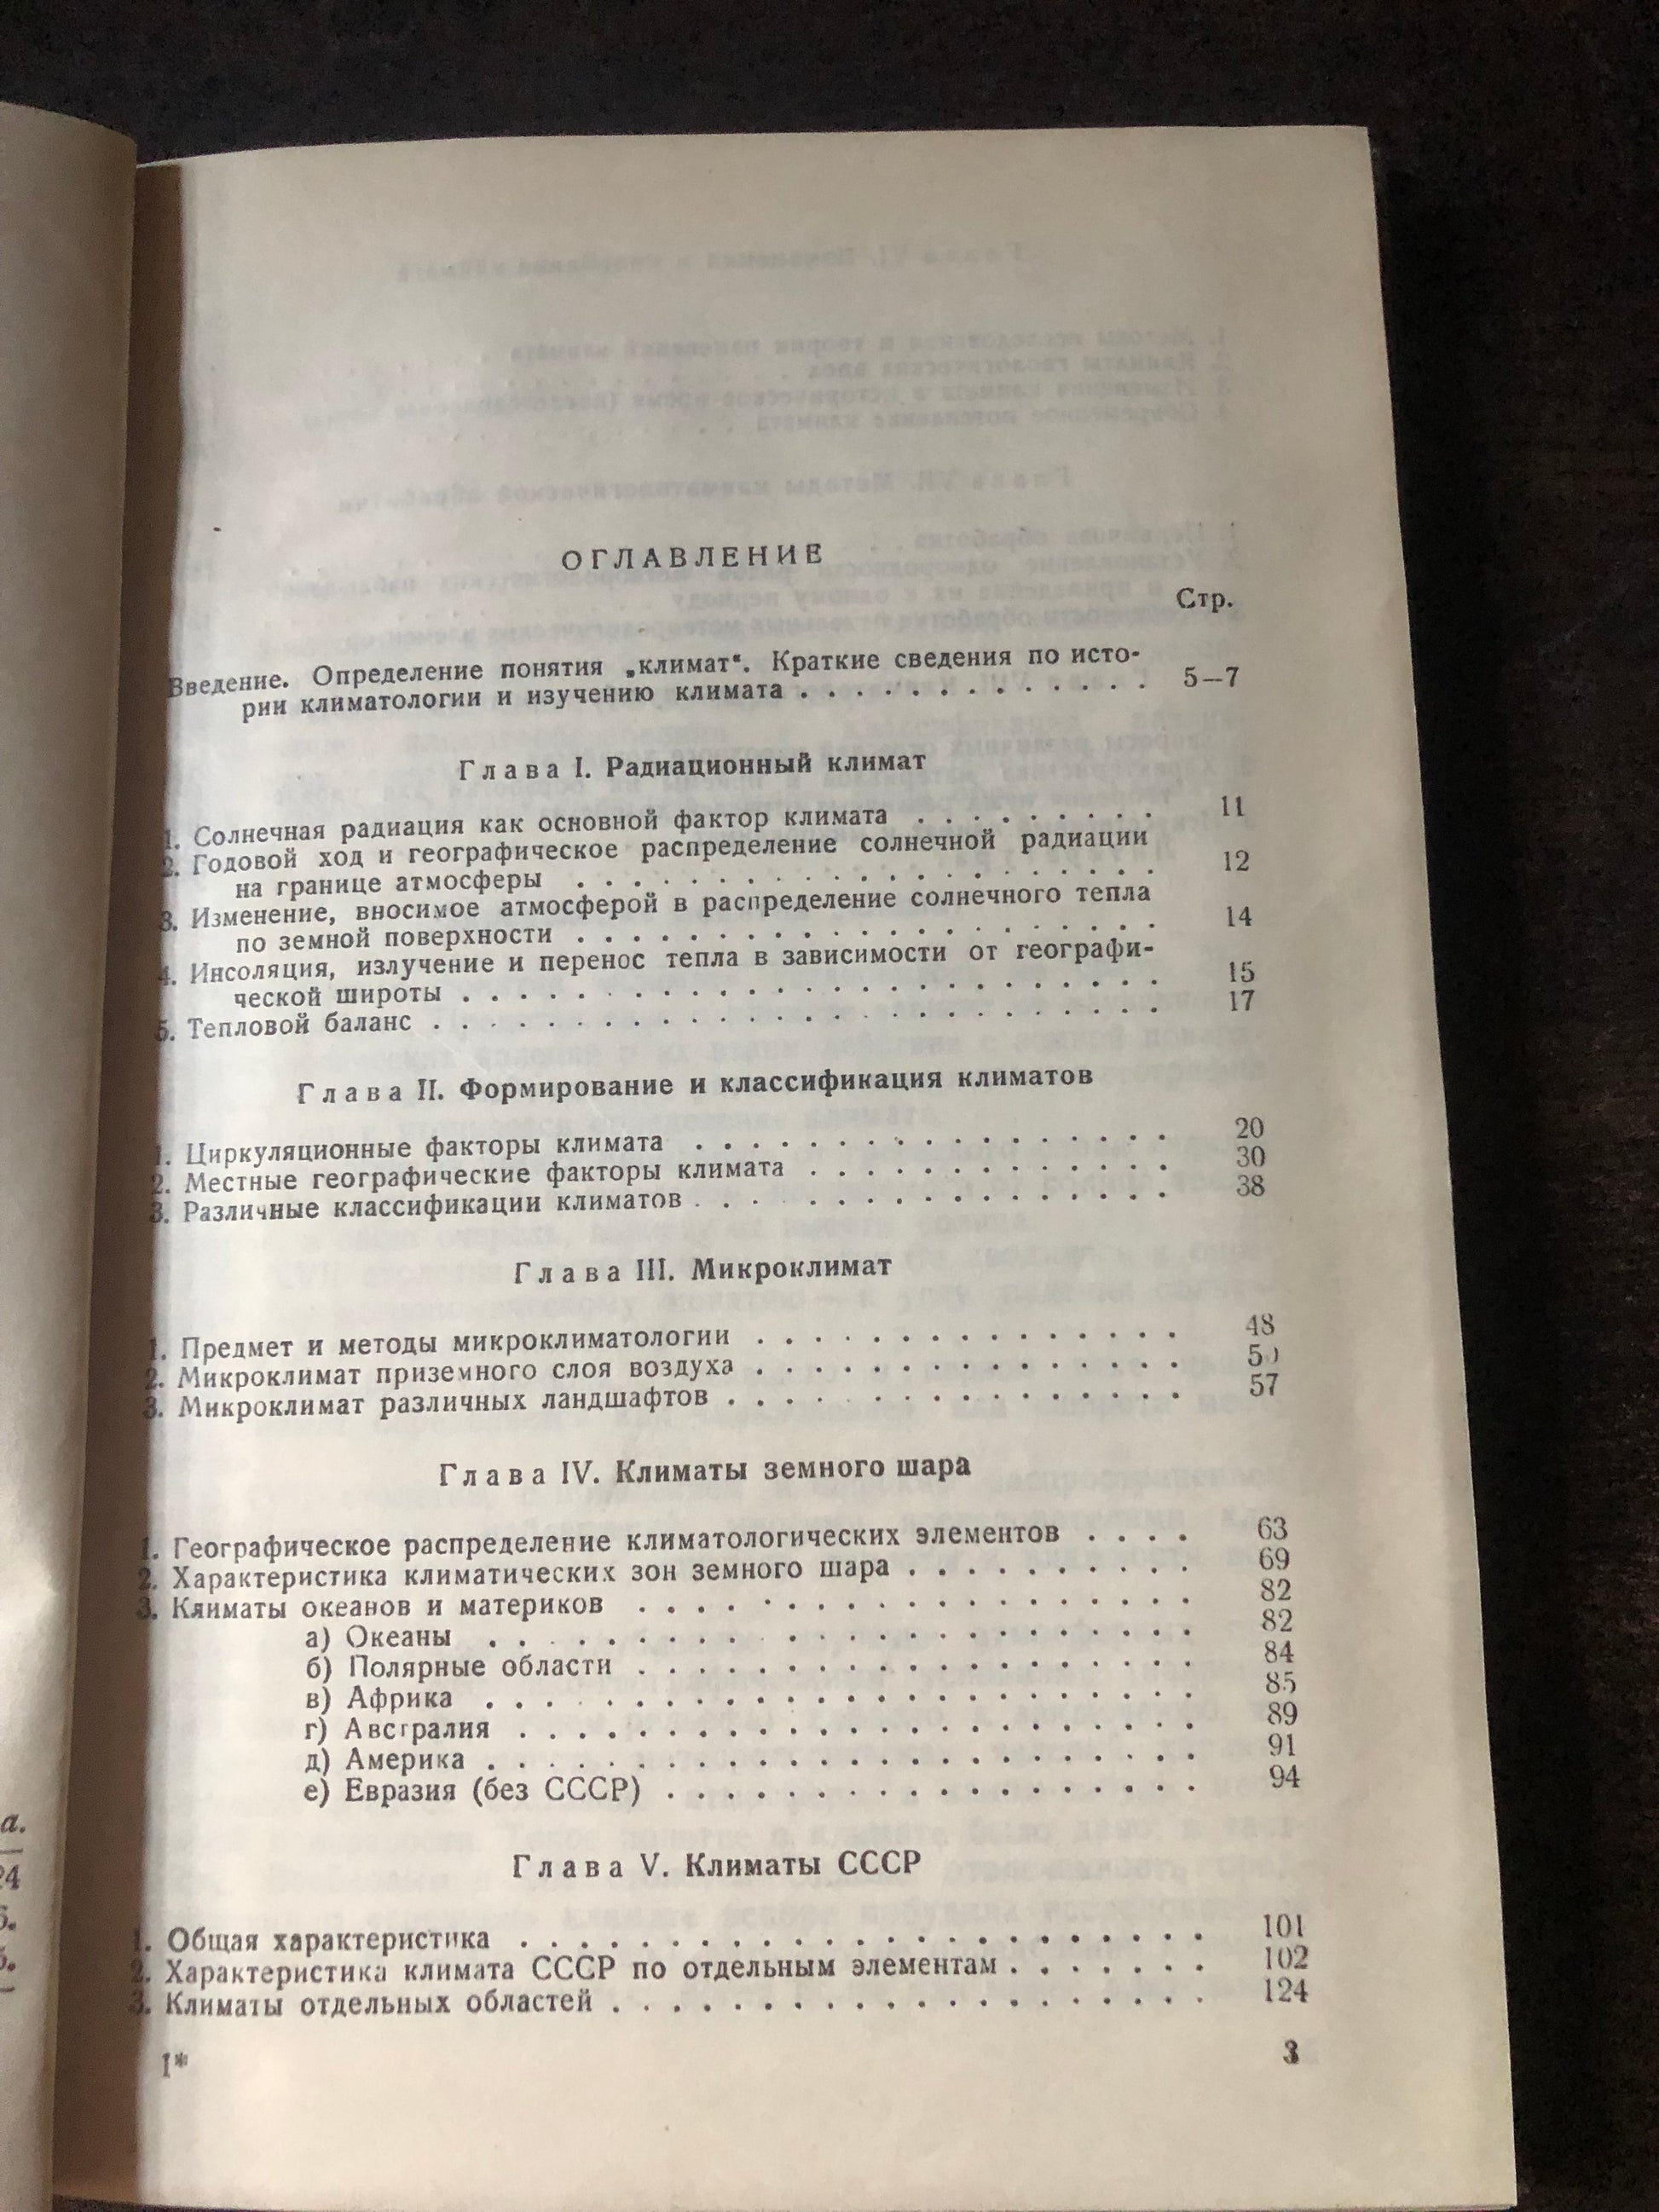 ОГЛАВЛЕНИЕ
Стр.
Введение. Определение понятия „климат“. Краткие сведения по исто-
рии климатологии и изучению климата . . . . . . . . . . . . . 5—7
Глава I. Радиационный климат
1. Солнечная радиация как основной фактор климата . . . . . . . . . 11
2. Годовой ход и географическое распределение солнечной радиации
на границе атмосферы . . . . . . . . . . . . . . . . . . . . . 12
3. Изменение, вносимое атмосферой в распределение солнечного тепла
по земной поверхности . . . . . . . . . . . . . . . . . . . . . 14
4. Инсоляция, излучение и перенос тепла в зависимости от географи-
ческой широты . . . . . . . . . . . . . . . . . . . . . . . . . 15
5. Тепловой баланс . . . . . . . . . . . . . . . . . . . . . . . . . 17
Глава II. Формирование и классификация климатов
1. Циркуляционные факторы климата . . . . . . . . . . . . . . . . . 20
2. Местные географические факторы климата . . . . . . . . . . . . . 30
3. Различные классификации климатов . . . . . . . . . . . . . . . . 38
Глава III. Микроклимат
1. Предмет и методы микроклиматологии . . . . . . . . . . . . . . . 48
2. Микроклимат приземного слоя воздуха . . . . . . . . . . . . . . . 50
3. Микроклимат различных ландшафтов . . . . . . . . . . . . . . . . 57
Глава IV. Климаты земного шара
1. Географическое распределение климатологических элементов . . . . 63
2. Характеристика климатических зон земного шара . . . . . . . . . . 69
3. Климаты океанов и материков . . . . . . . . . . . . . . . . . . . 82
а) Океаны . . . . . . . . . . . . . . . . . . . . . . . . 82
б) Полярные области . . . . . . . . . . . . . . . . . . . 84
в) Африка . . . . . . . . . . . . . . . . . . . . . . . . 85
г) Австралия . . . . . . . . . . . . . . . . . . . . . . . 89
д) Америка . . . . . . . . . . . . . . . . . . . . . . . . 91
е) Евразия (без СССР) . . . . . . . . . . . . . . . . . . 94
Глава V. Климаты СССР
1. Общая характеристика . . . . . . . . . . . . . . . . . . . . . . . 101
2. Характеристика климата СССР по отдельным элементам . . . . . . . 102
3. Климаты отдельных областей . . . . . . . . . . . . . . . . . . . . 124
1*
3